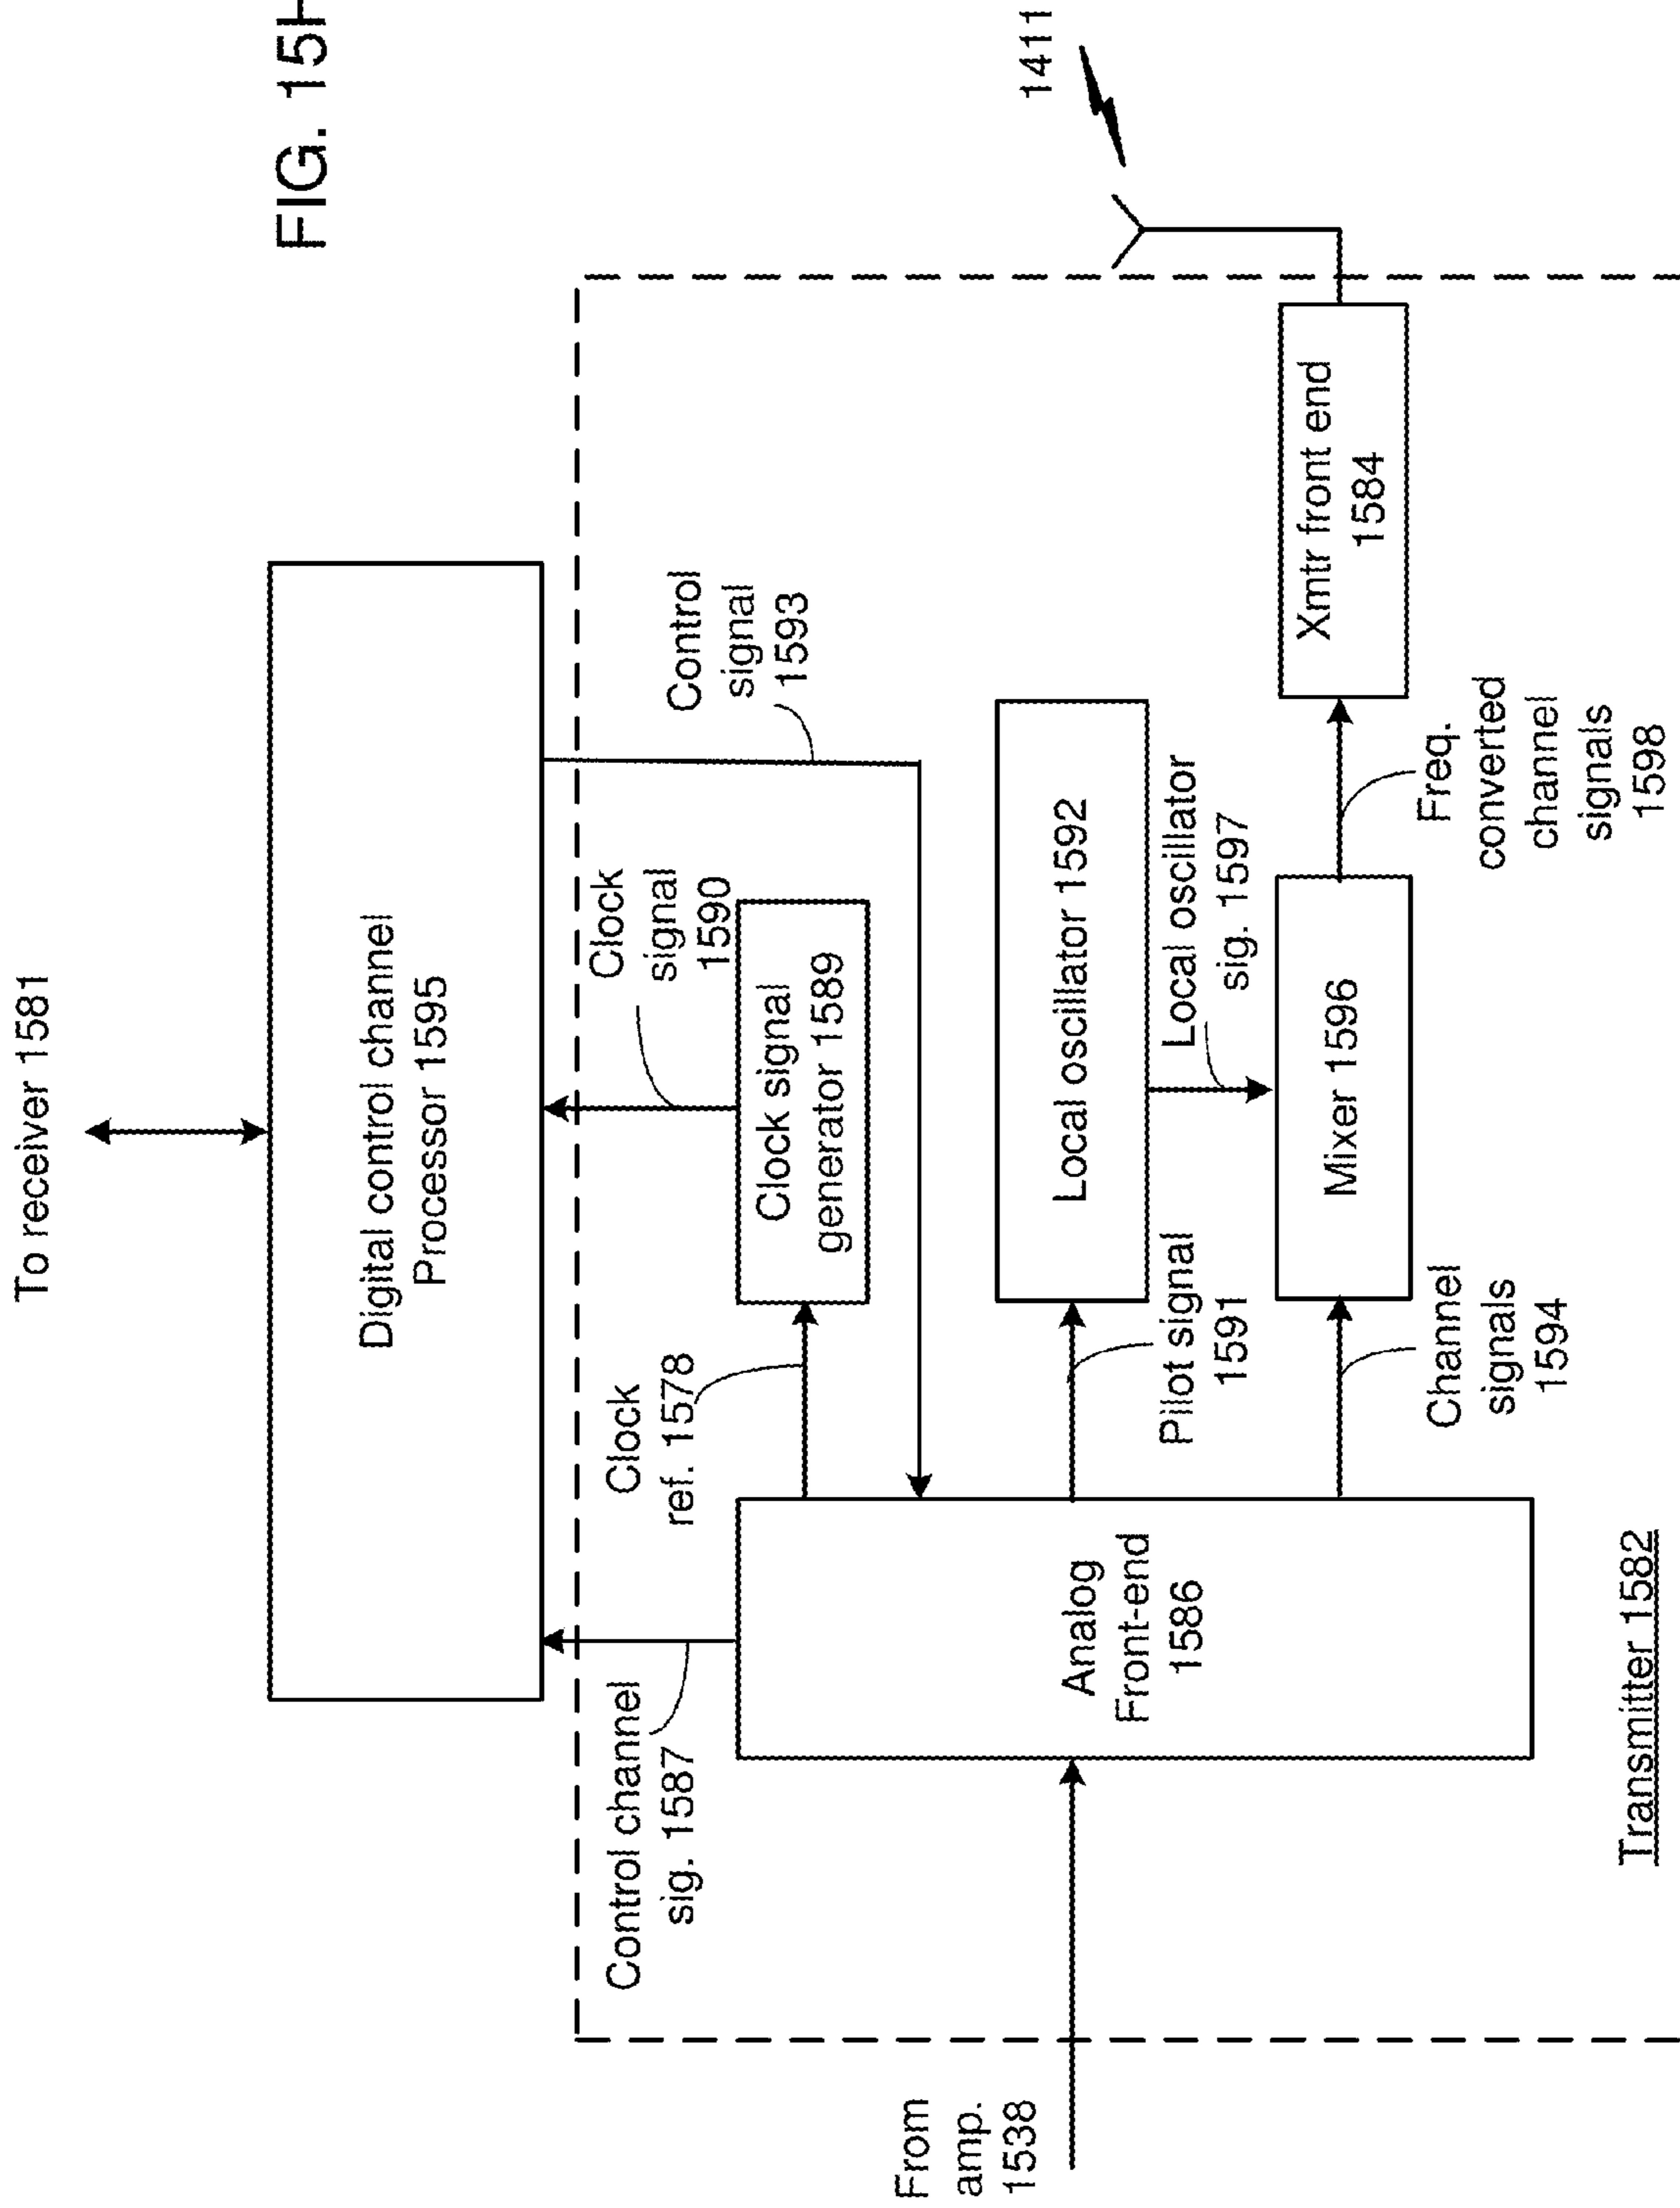 FIG. 15H
To receiver 1581
Digital control channel
Processor 1595
Control channel
sig. 1587
Clock
ref. 1578
Clock
signal
1590
Control
signal
1593
Clock signal
generator 1589
From
amp.
1538
Analog
Front-end
1586
Pilot signal
1591
Local oscillator 1592
Local oscillator
sig. 1597
Channel
signals
1594
Mixer 1596
Freq.
converted
channel
signals
1598
Xmtr front end
1584
1411
Transmitter 1582